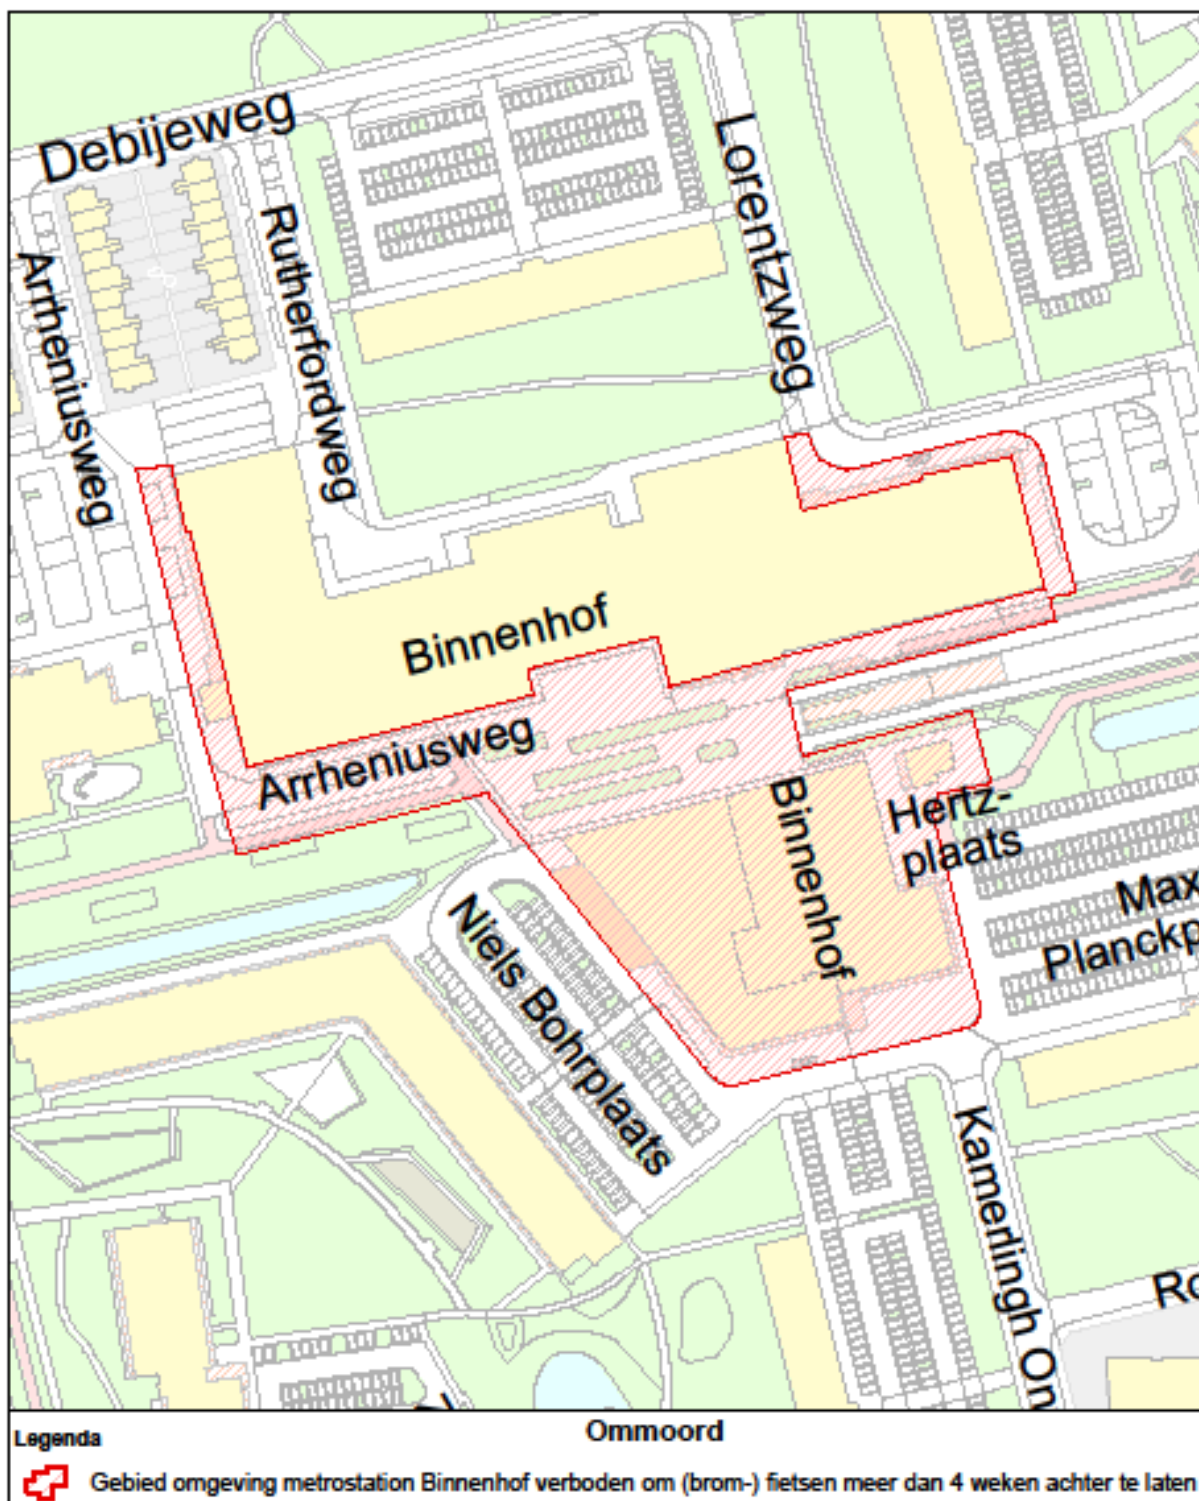 Debijeweg
Lorentzweg
Rutherfordweg
Arrheniusweg
Binnenhof
Arrheniusweg
Binnenhof
Hertz-
plaats
Max
Planckp
Niels Bohrplaats
Kamerlingh On
Ro
Ommoord
Legenda
Gebied omgeving metrostation Binnenhof verboden om (brom-) fietsen meer dan 4 weken achter te laten